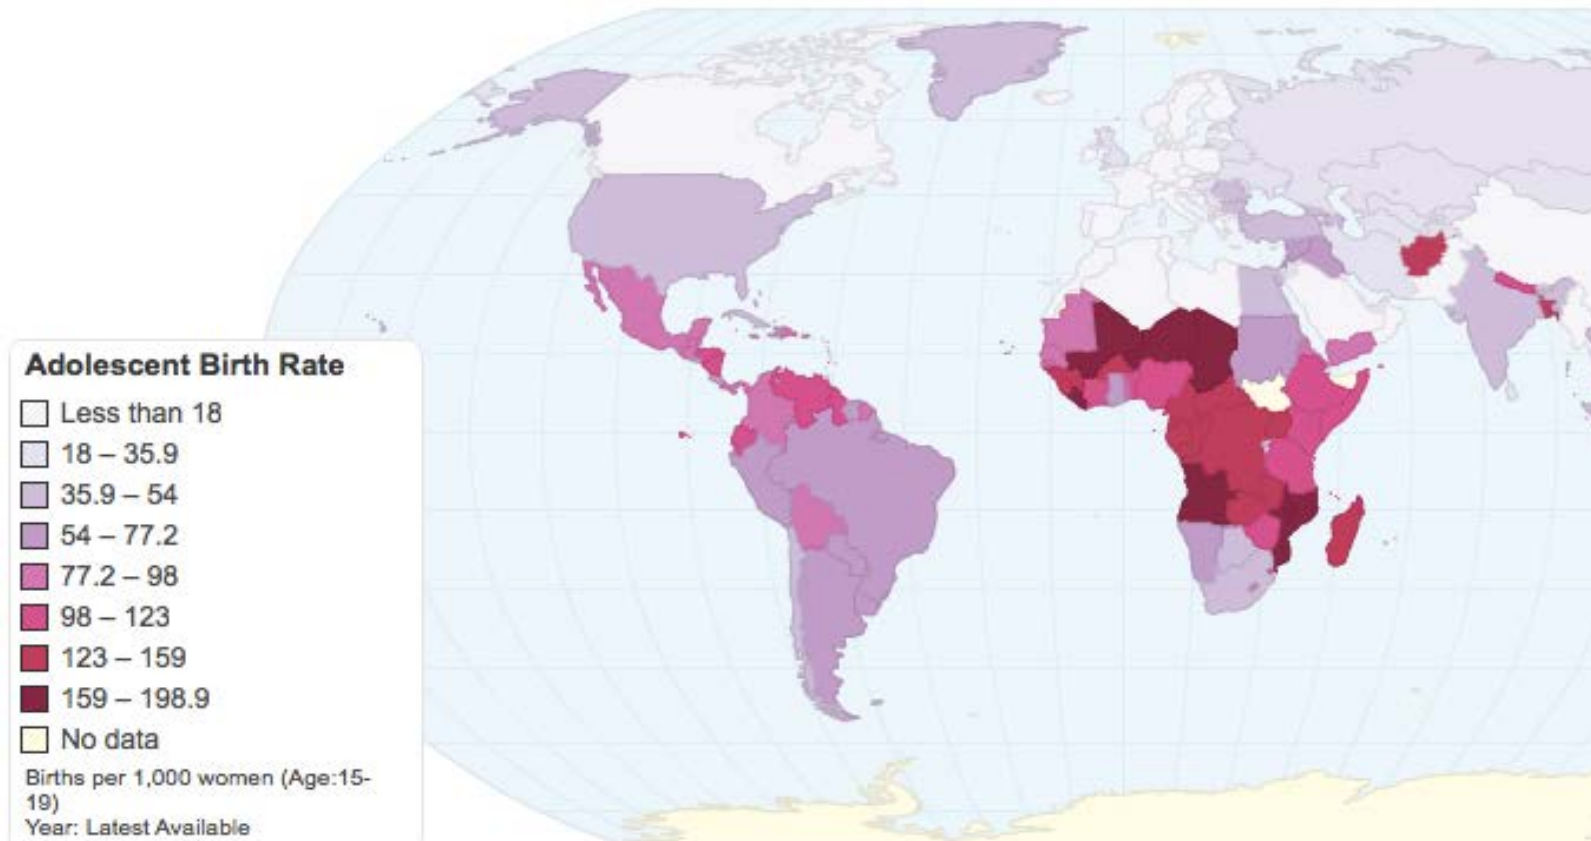 Adolescent Birth Rate
Less than 18
18 – 35.9
35.9 – 54
54 – 77.2
77.2 – 98
98 – 123
123 – 159
159 – 198.9
No data
Births per 1,000 women (Age:15-
19)
Year: Latest Available